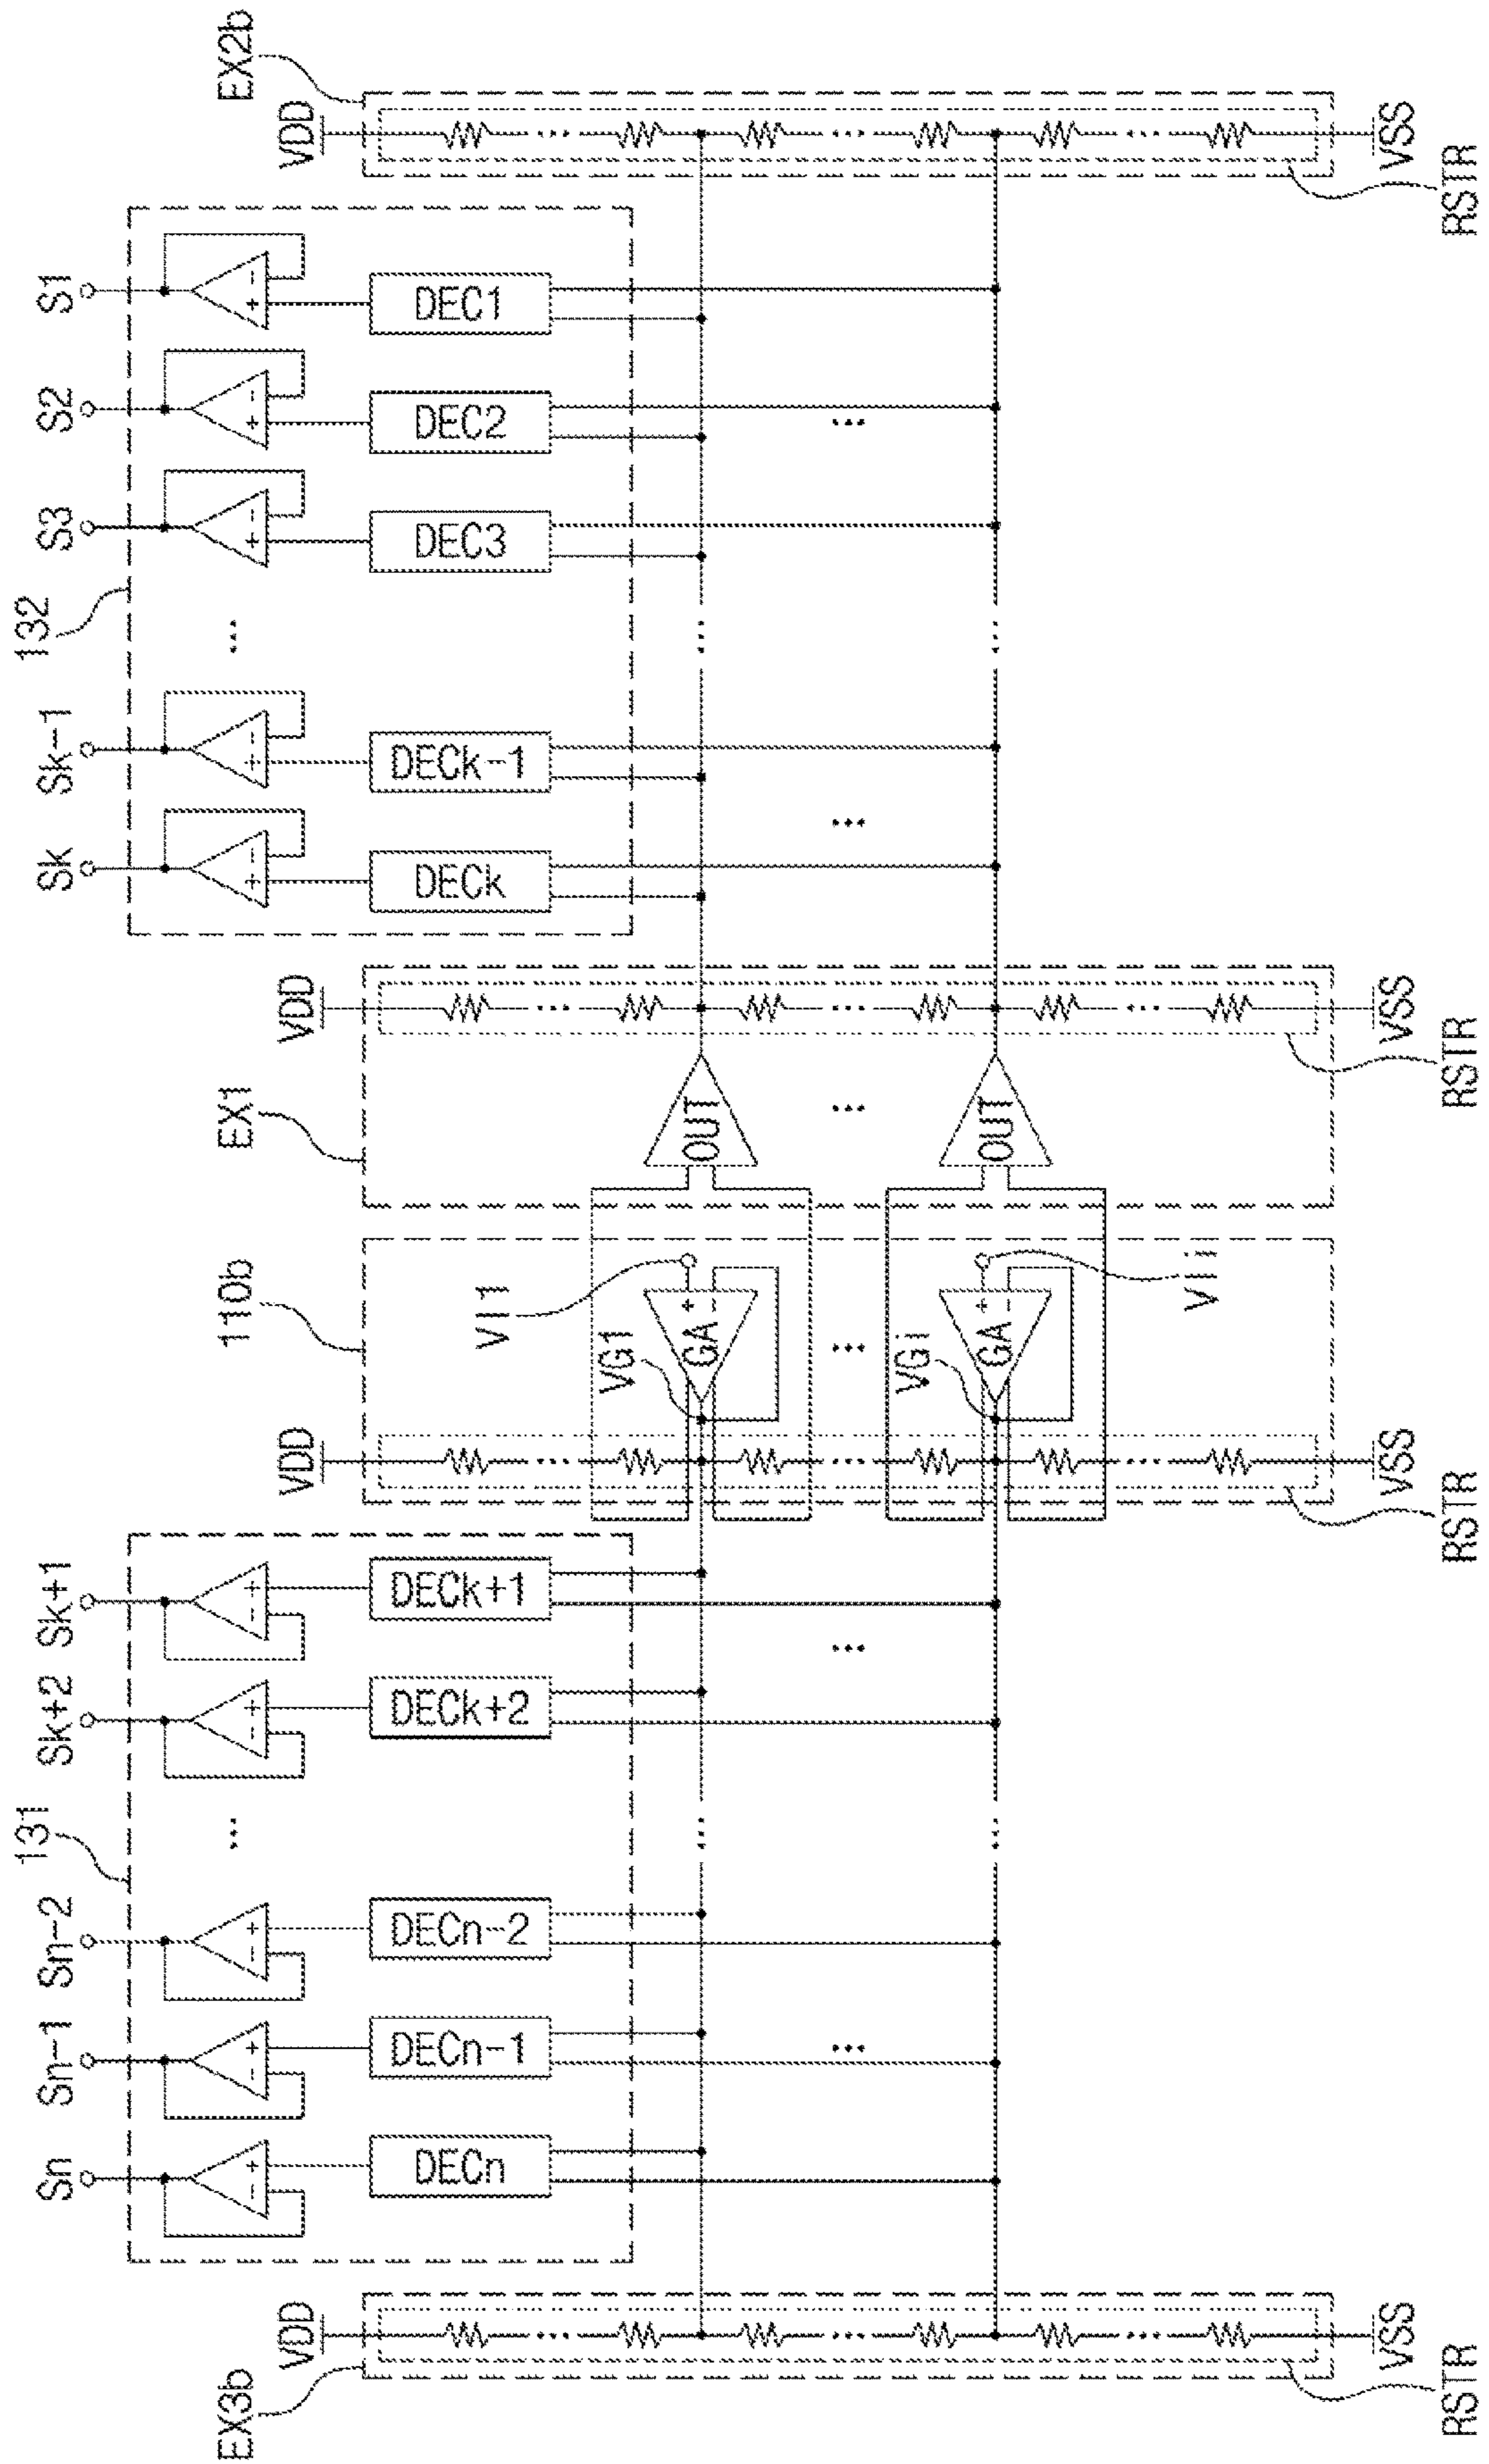 131 132
Sn Sn-1 Sn-2 ... Sk+2 Sk+1 Sk Sk-1 ... S3 S2 S1
EX3b 110b EX1 EX2b
VDD VDD VDD VDD
- + - + - + - + - + + - + - + - + - + -
DECn DECn-1 DECn-2 DECk+2 DECk+1 DECk DECk-1 DEC3 DEC2 DEC1
VI1
VG1
GA + - OUT
VGi
VIi
GA + - OUT
VSS VSS VSS VSS
RSTR RSTR RSTR RSTR